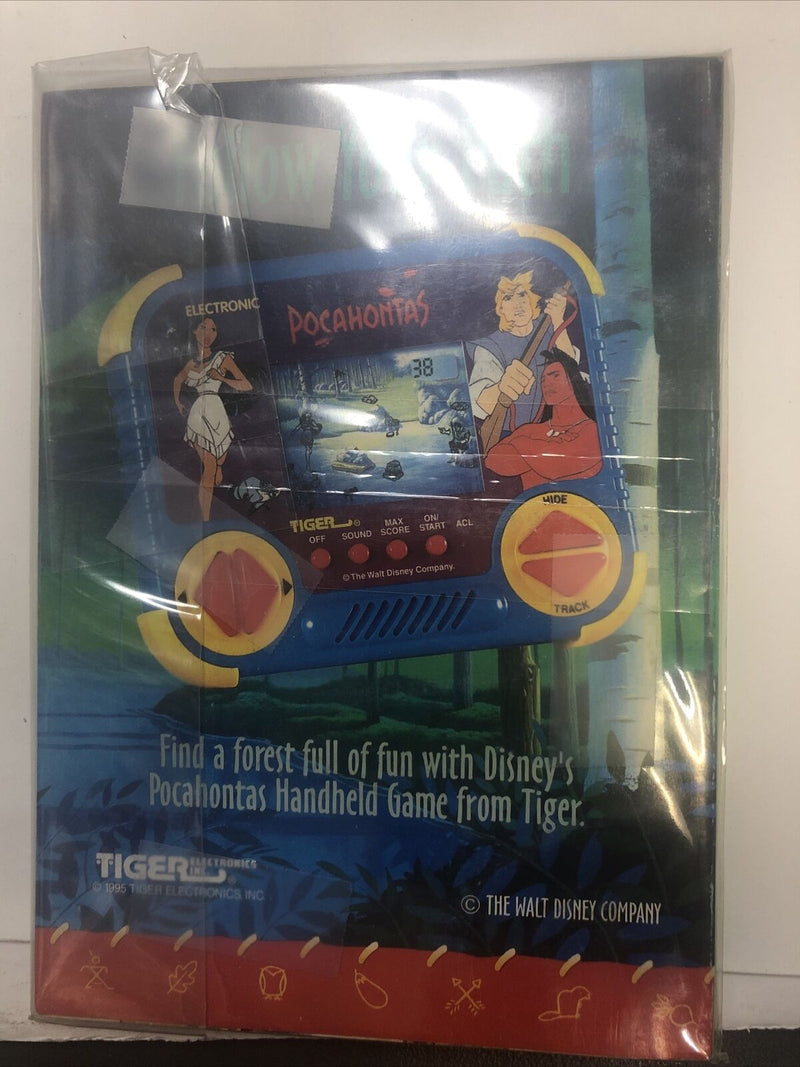 ELECTRONIC
POCAHONTAS
38
TIGER®
OFF SOUND MAX SCORE ON/START ACL
© The Walt Disney Company.
HIDE
TRACK
Find a forest full of fun with Disney's
Pocahontas Handheld Game from Tiger.
TIGER ELECTRONICS INC. ®
© 1995 TIGER ELECTRONICS, INC.
© THE WALT DISNEY COMPANY